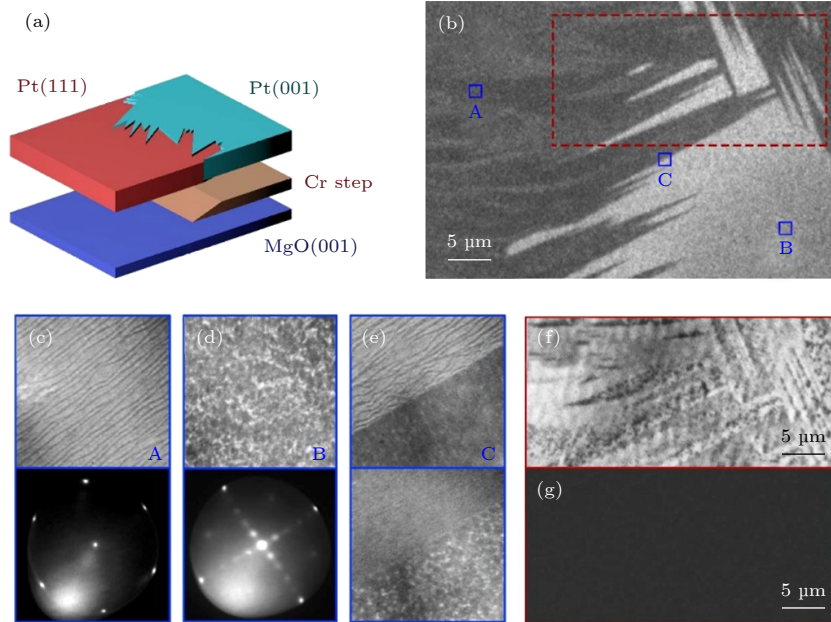 (a)
Pt(111)
Pt(001)
Cr step
MgO(001)
(b)
A
C
B
5 µm
(c)
A
(d)
B
(e)
C
(f)
5 µm
(g)
5 µm